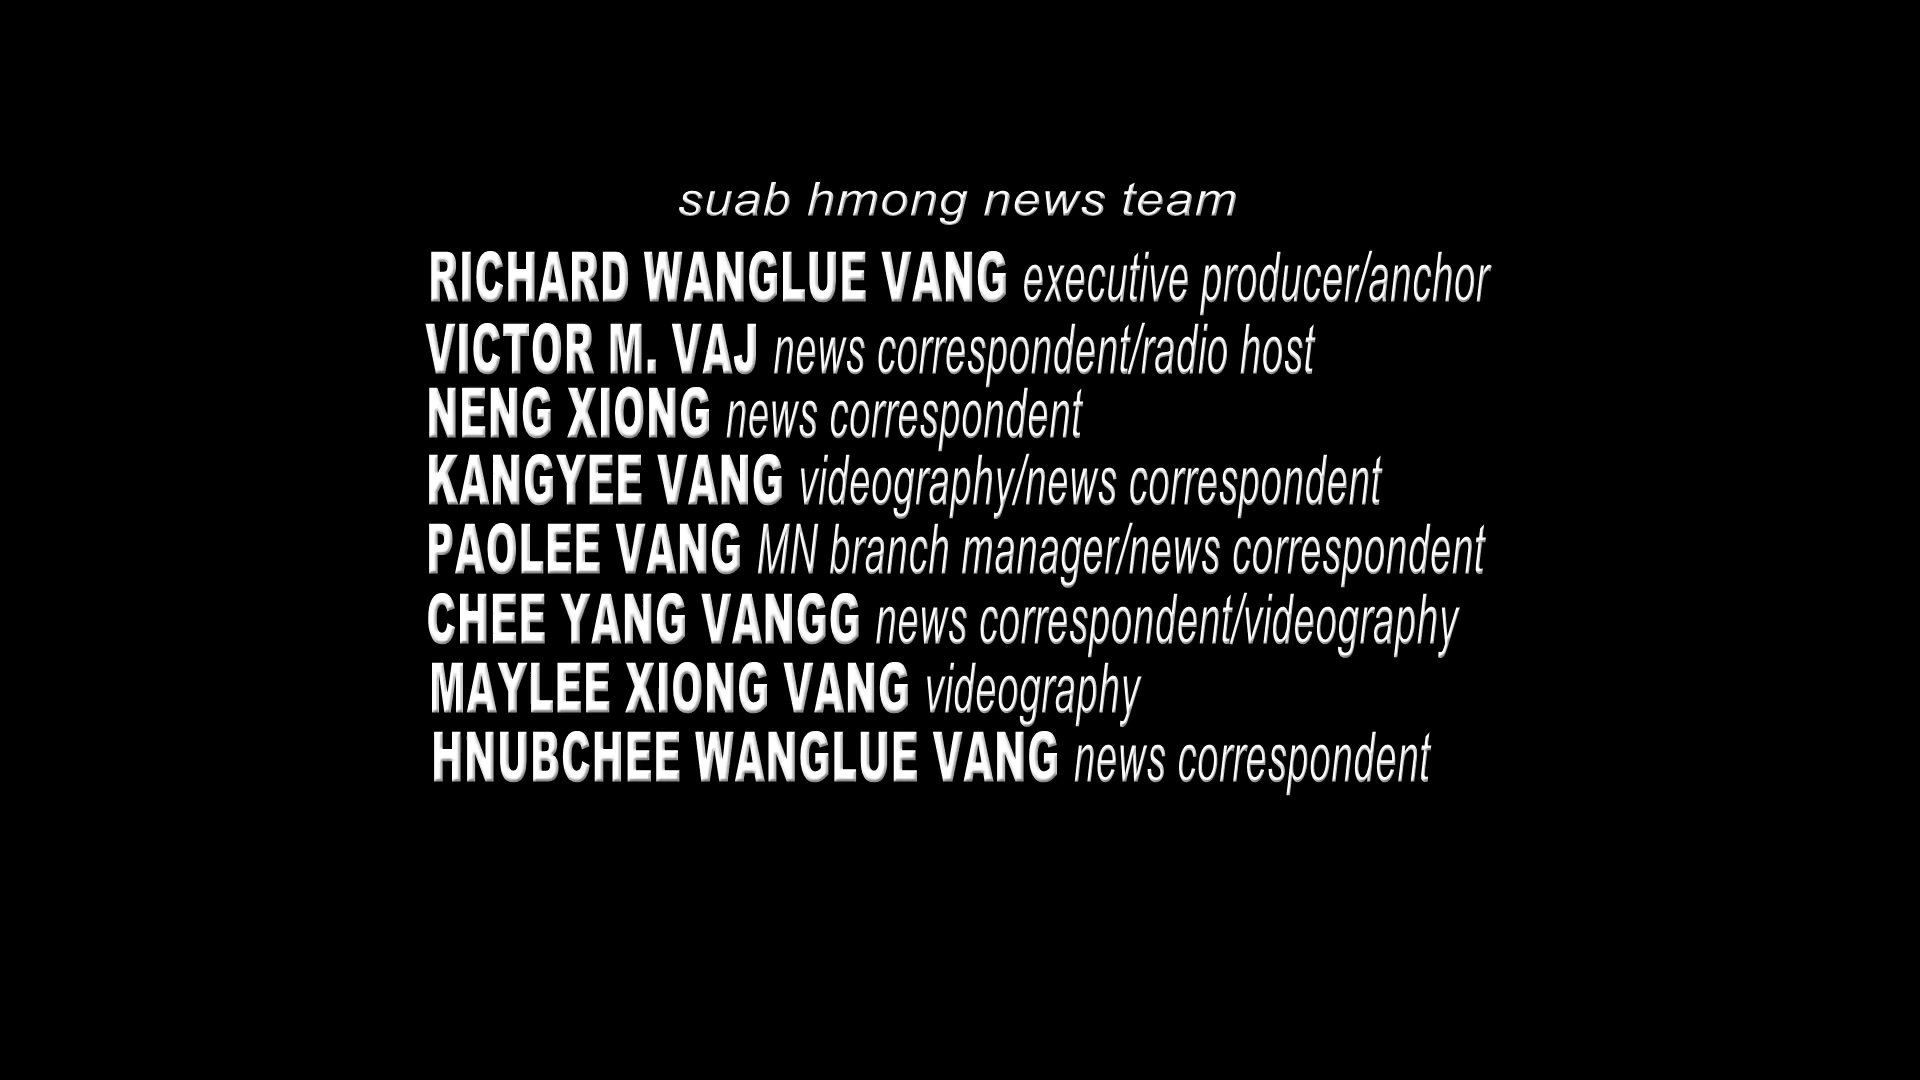 suab hmong news team
RICHARD WANGLUE VANG executive producer/anchor
VICTOR M. VAJ news correspondent/radio host
NENG XIONG news correspondent
KANGYEE VANG videography/news correspondent
PAOLEE VANG MN branch manager/news correspondent
CHEE YANG VANGG news correspondent/videography
MAYLEE XIONG VANG videography
HNUBCHEE WANGLUE VANG news correspondent